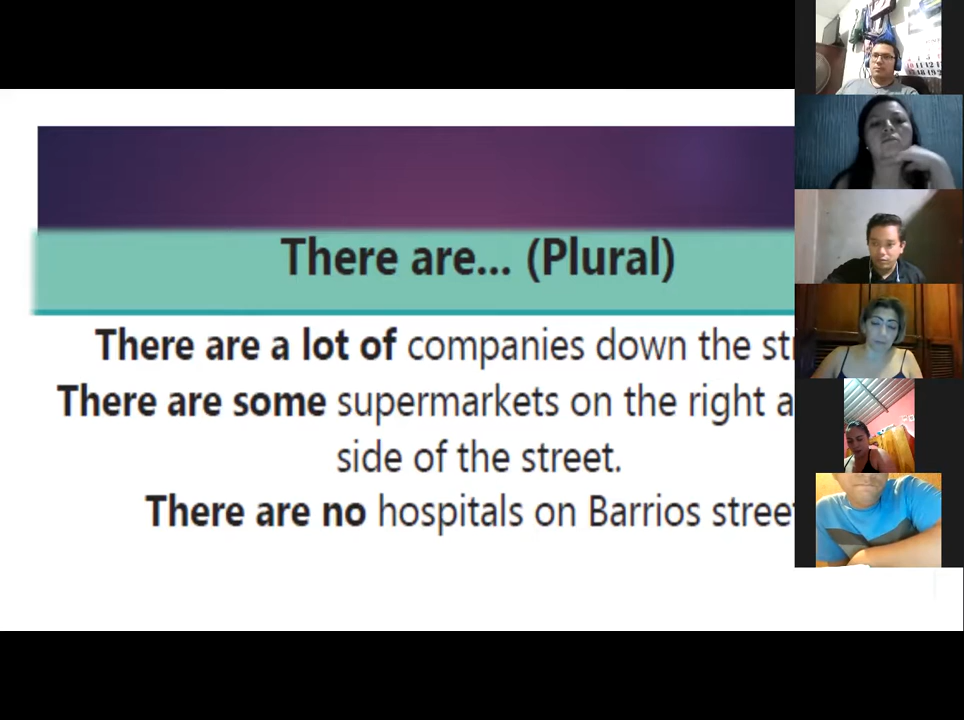 There are... (Plural)
There are a lot of companies down the
There are some supermarkets on the right
side of the street.
There are no hospitals on Barrios street